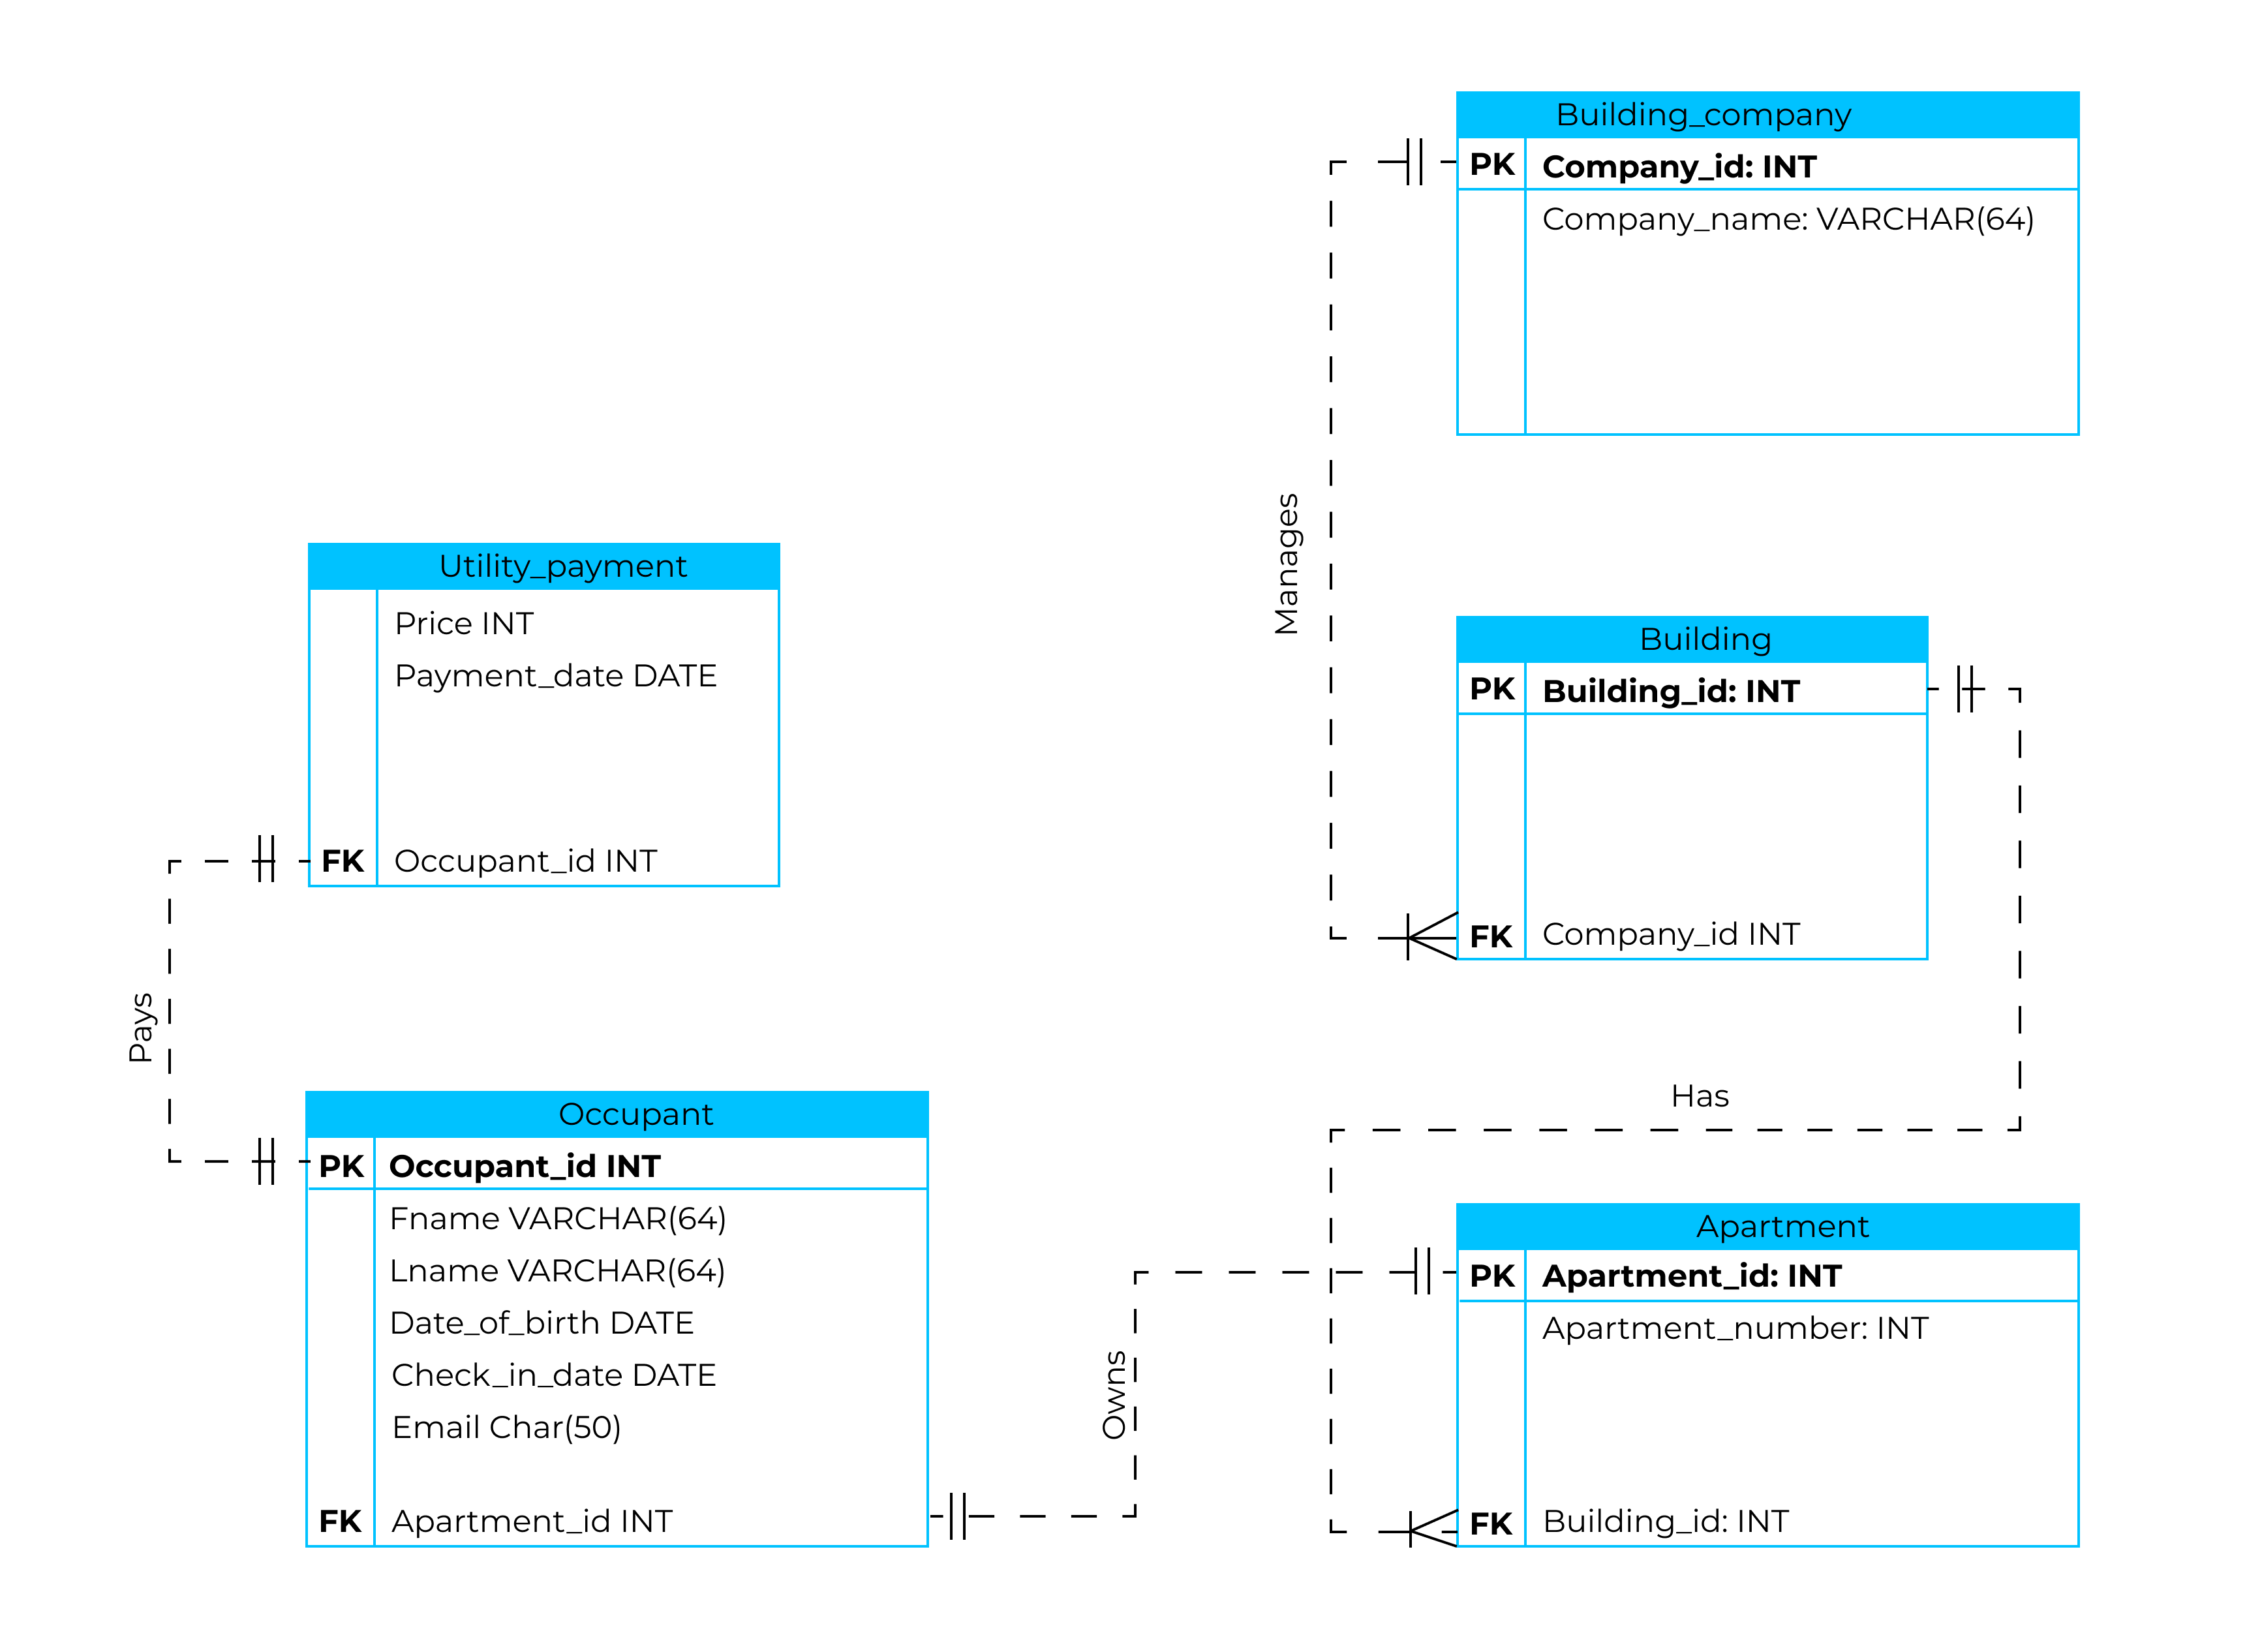 Building_company
PK Company_id: INT
Company_name: VARCHAR(64)
Manages
Utility_payment
Price INT
Payment_date DATE
FK Occupant_id INT
Building
PK Building_id: INT
FK Company_id INT
Pays
Has
Occupant
PK Occupant_id INT
Fname VARCHAR(64)
Lname VARCHAR(64)
Date_of_birth DATE
Check_in_date DATE
Email Char(50)
FK Apartment_id INT
Owns
Apartment
PK Apartment_id: INT
Apartment_number: INT
FK Building_id: INT